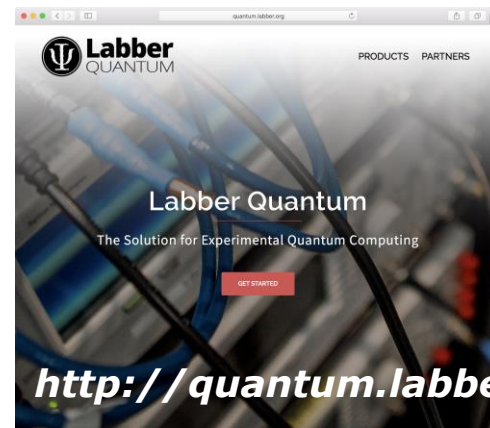 quantum.labber.org
Labber
QUANTUM
PRODUCTS PARTNERS
Labber Quantum
The Solution for Experimental Quantum Computing
GET STARTED
http://quantum.labbe